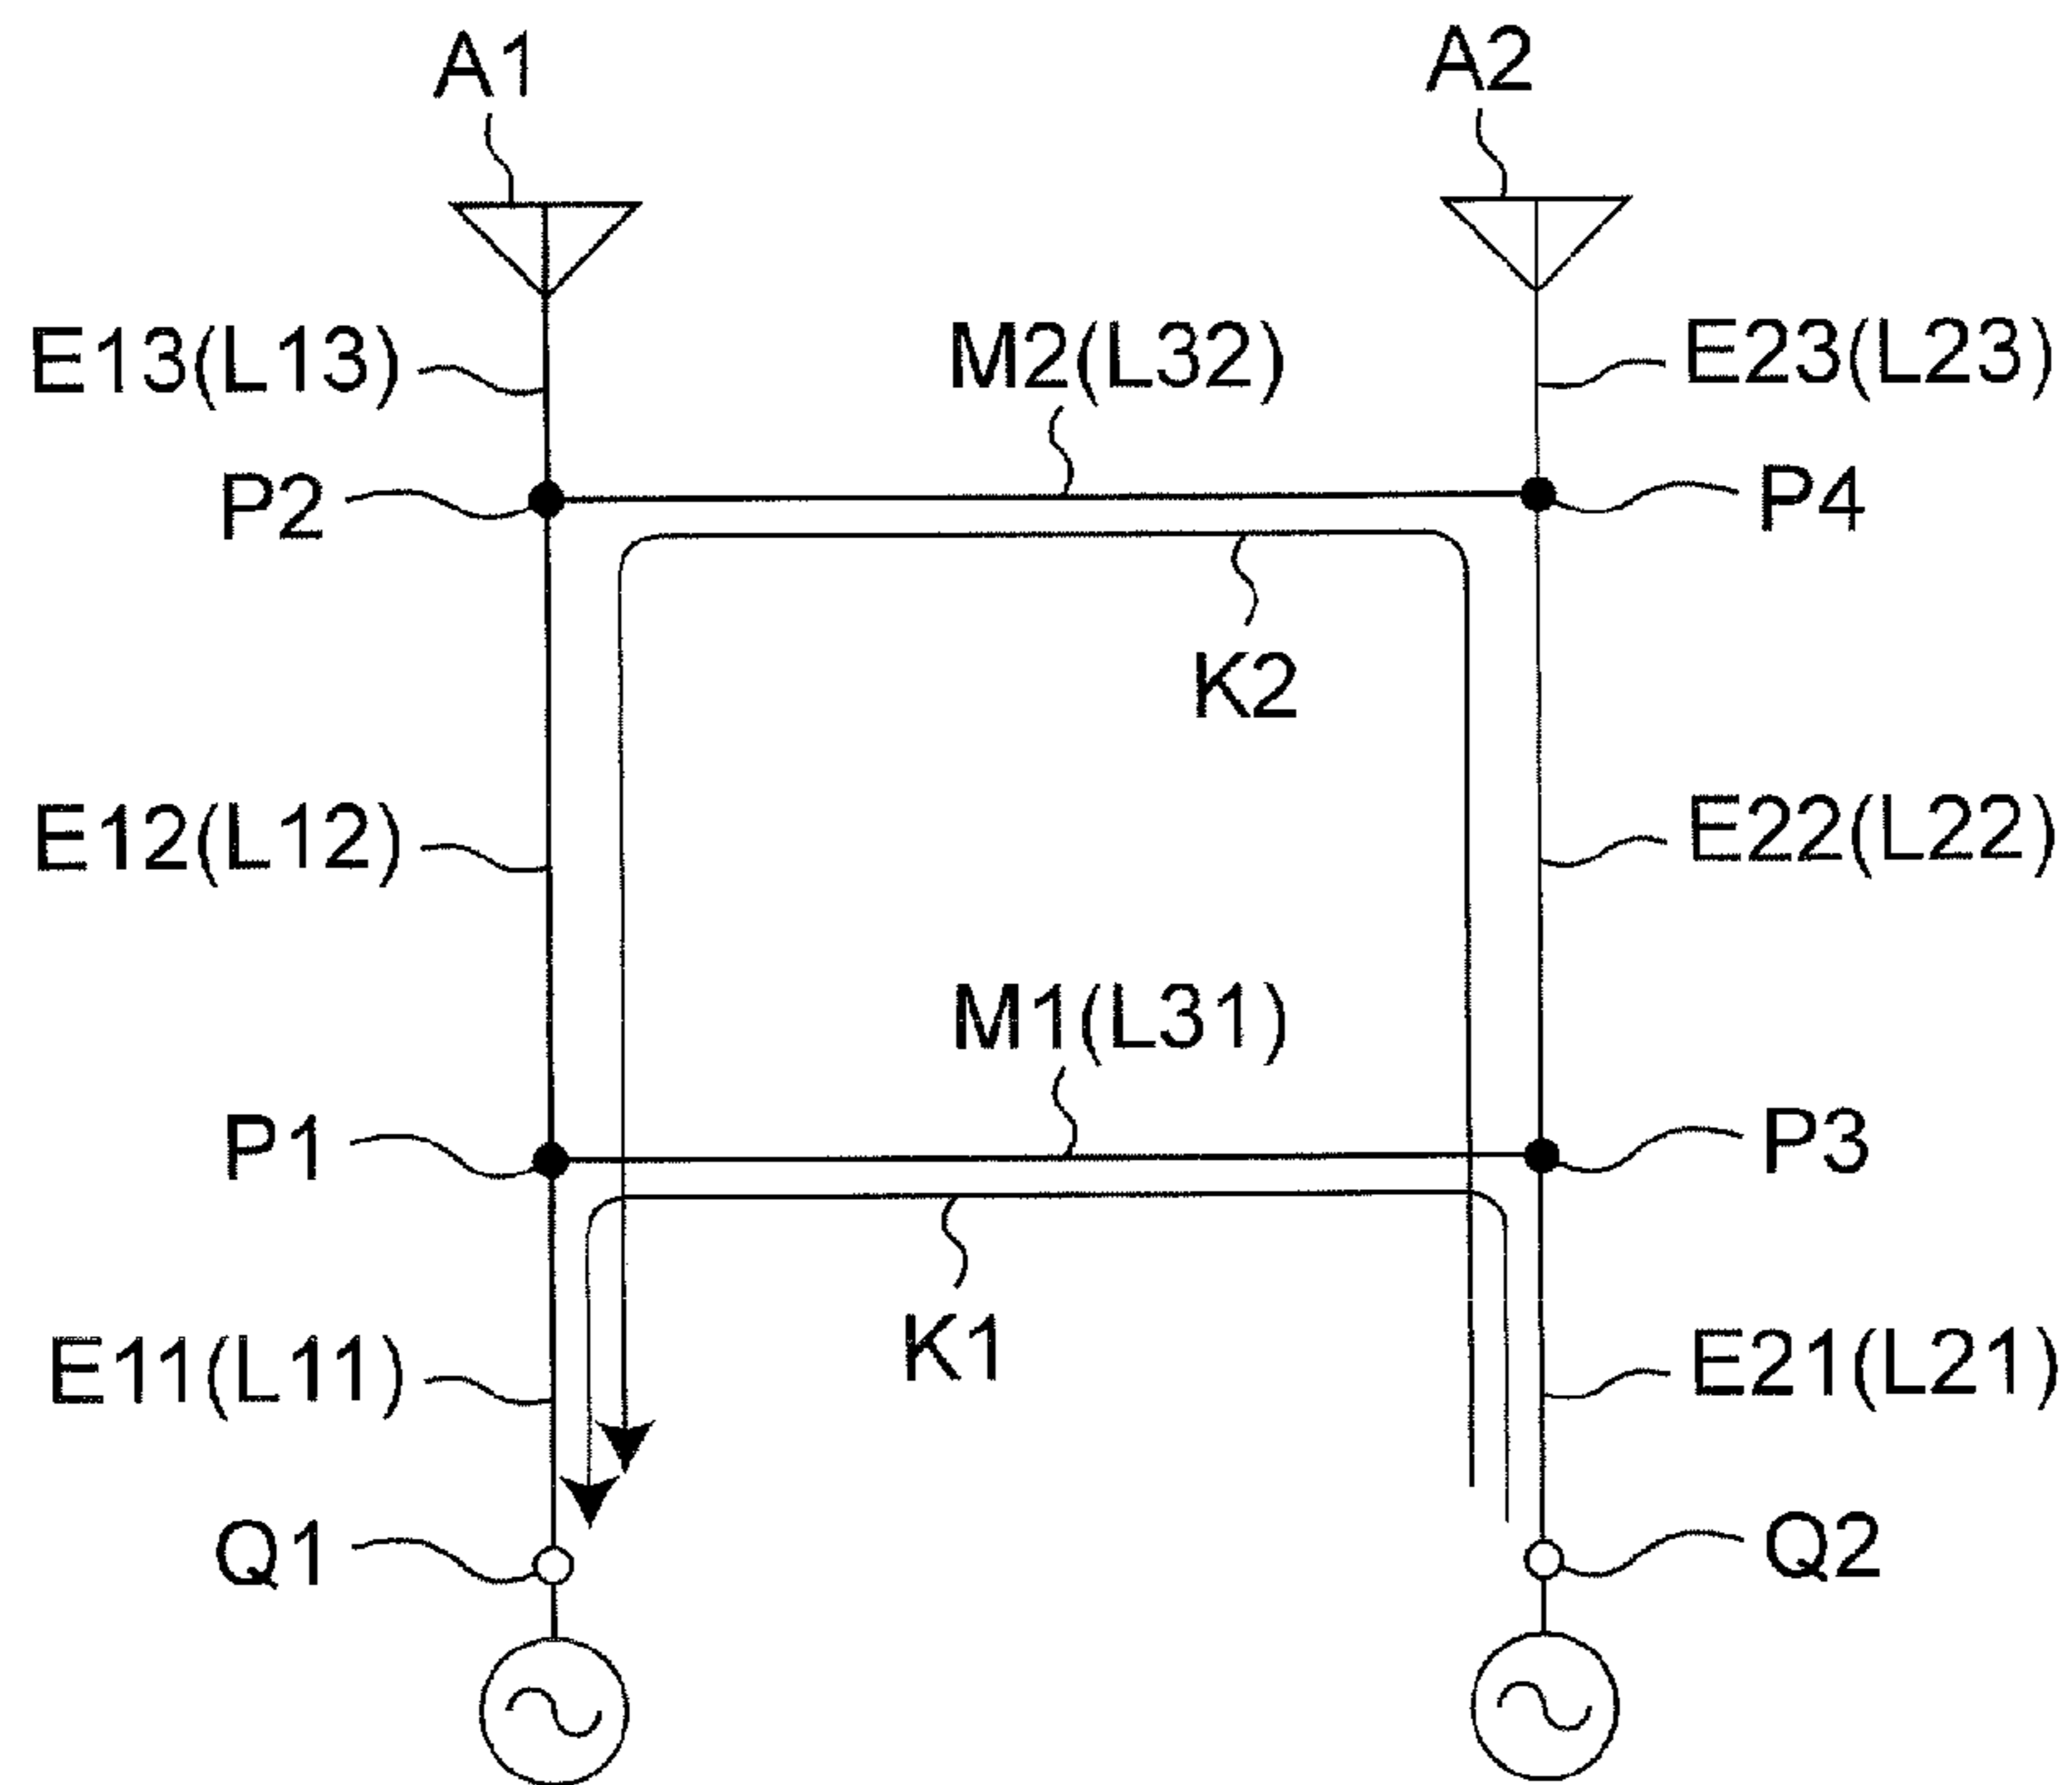 A1
A2
E13(L13)
M2(L32)
E23(L23)
P2
P4
K2
E12(L12)
E22(L22)
M1(L31)
P1
P3
K1
E11(L11)
E21(L21)
Q1
Q2